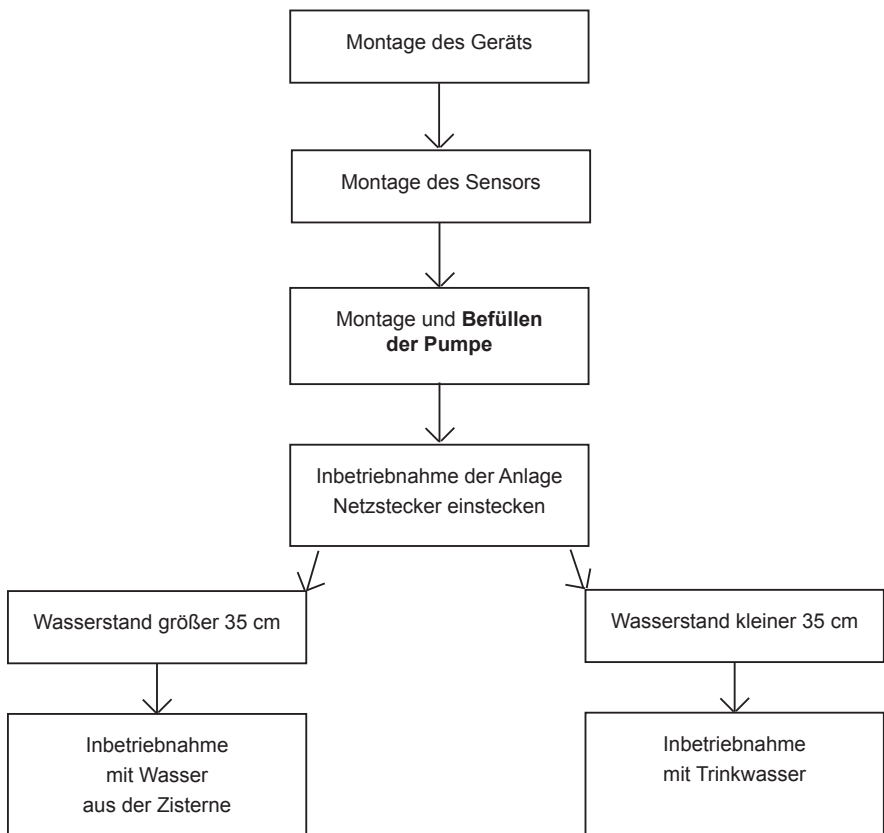 Montage des Geräts
Montage des Sensors
Montage und Befüllen
der Pumpe
Inbetriebnahme der Anlage
Netzstecker einstecken
Wasserstand größer 35 cm
Wasserstand kleiner 35 cm
Inbetriebnahme
mit Wasser
aus der Zisterne
Inbetriebnahme
mit Trinkwasser